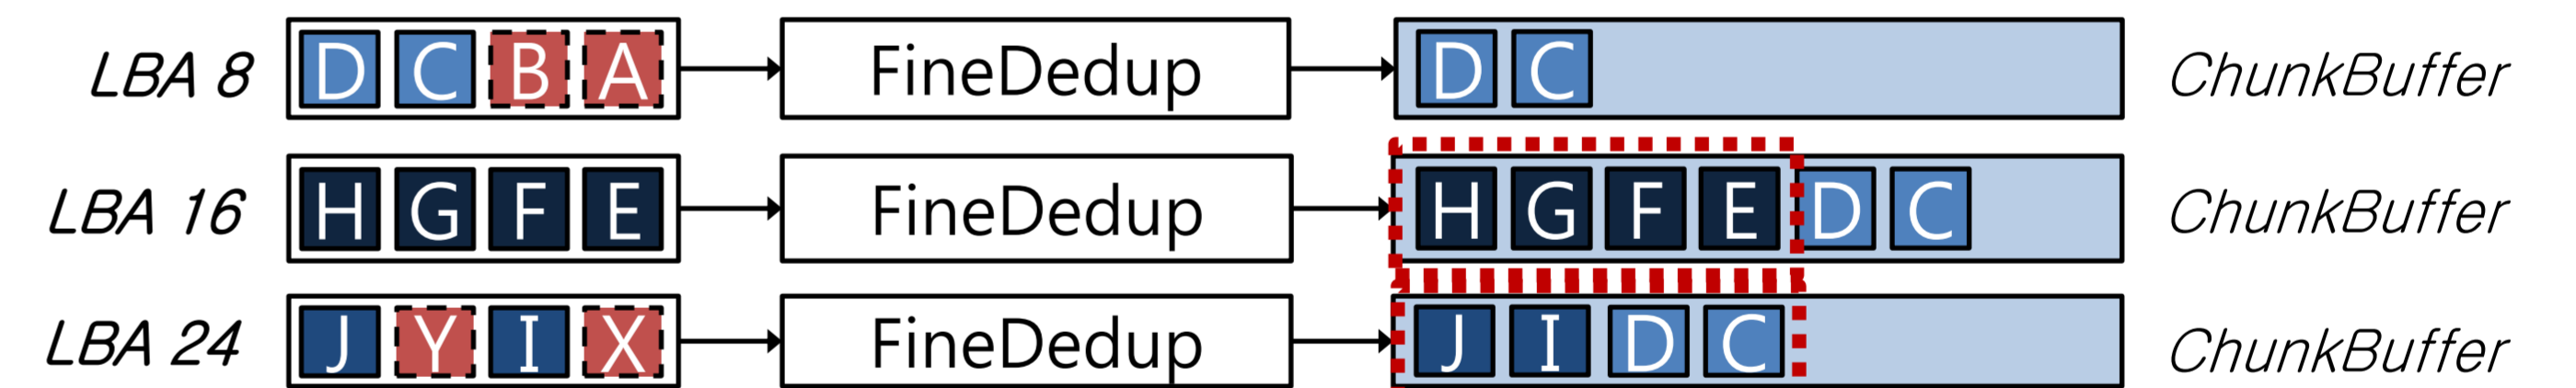 LBA 8 D C B A FineDedup D C ChunkBuffer
LBA 16 H G F E FineDedup H G F E D C ChunkBuffer
LBA 24 J Y I X FineDedup J I D C ChunkBuffer